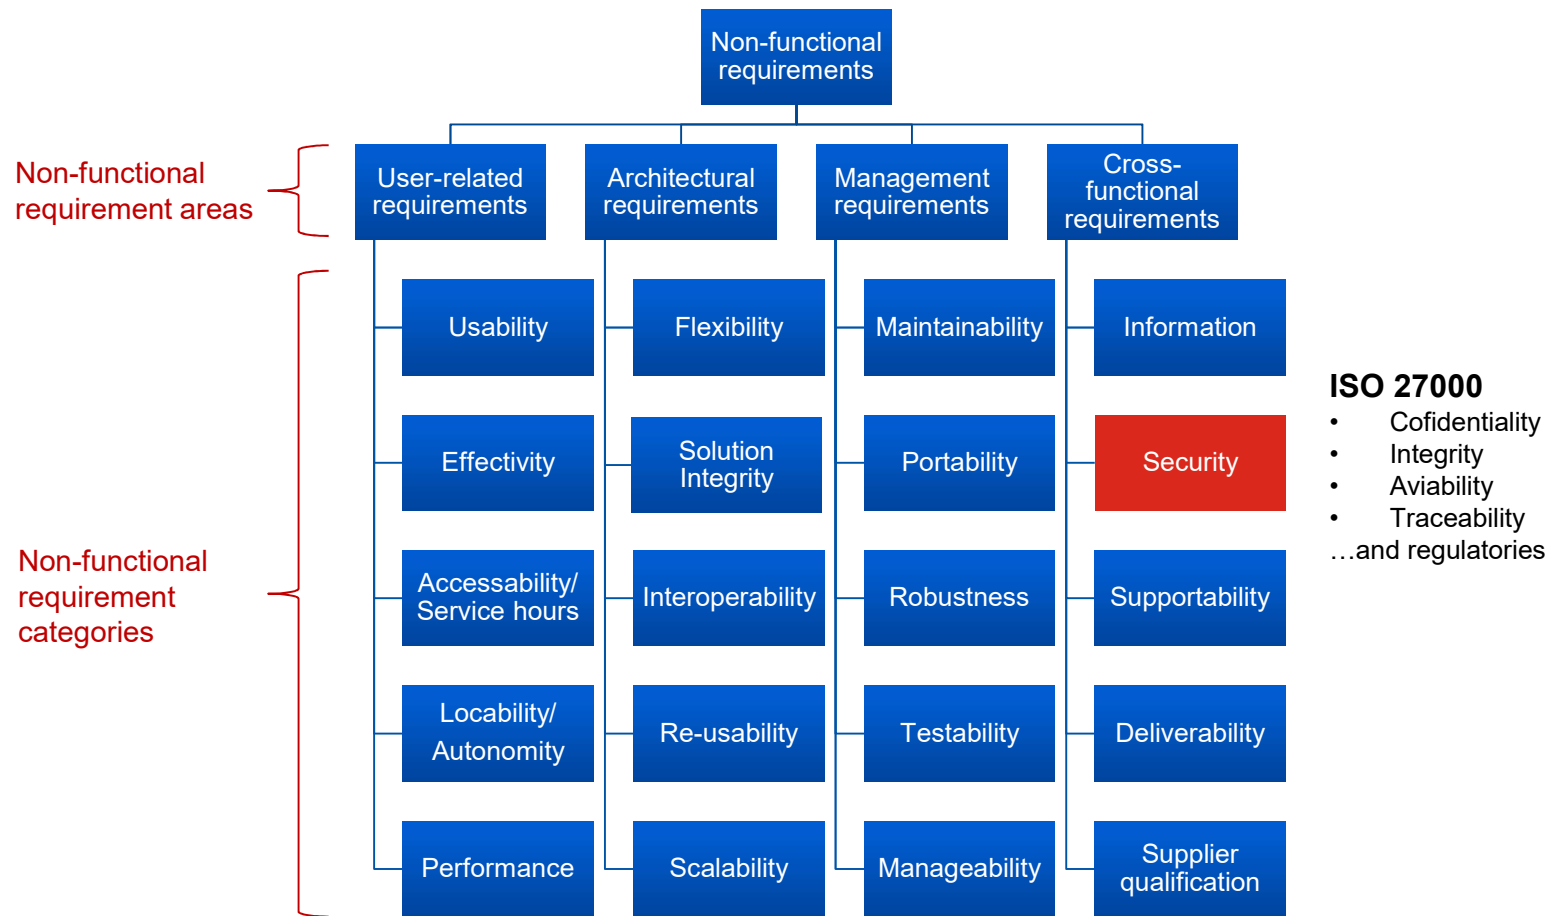 Non-functional
requirements
Non-functional
requirement areas
User-related
requirements
Architectural
requirements
Management
requirements
Cross-
functional
requirements
Non-functional
requirement
categories
Usability
Effectivity
Accessability/
Service hours
Locability/
Autonomity
Performance
Flexibility
Solution
Integrity
Interoperability
Re-usability
Scalability
Maintainability
Portability
Robustness
Testability
Manageability
Information
Security
Supportability
Deliverability
Supplier
qualification
ISO 27000
• Cofidentiality
• Integrity
• Aviability
• Traceability
…and regulatories